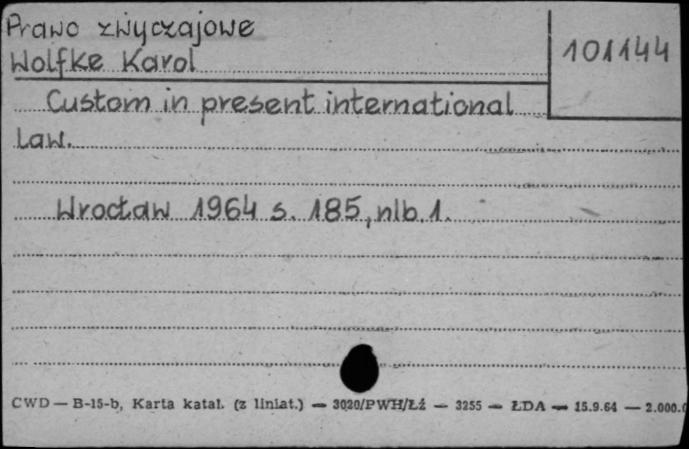 Prawo zwyczajowe
Wolfke Karol
101144
Custom in present international
Law.
Wrocław 1964 s. 185, nlb. 1.
CWD — B-15-b, Karta katal. (z liniat.) — 3020/PWH/Łź — 3255 — ŁDA — 15.9.64 — 2.000.0